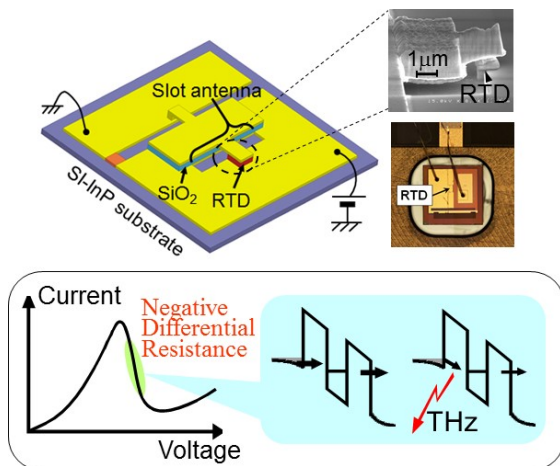 Slot antenna
SiO2
RTD
SI-InP substrate
1μm
RTD
RTD
Current
Negative
Differential
Resistance
Voltage
THz